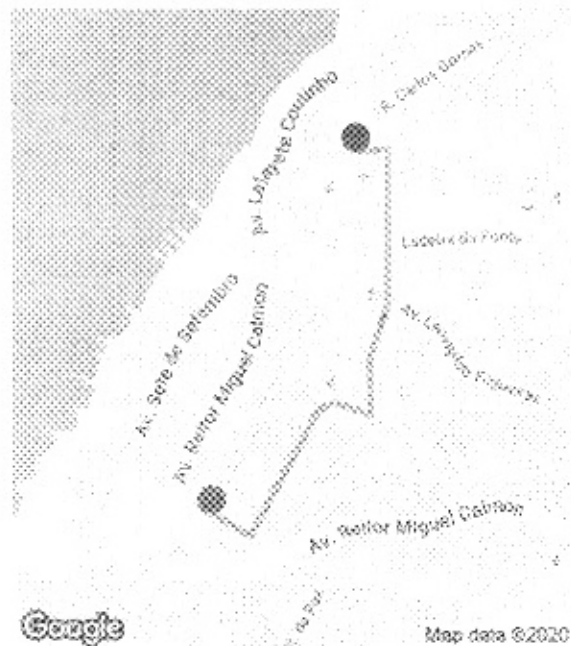 R. Carlos Gomes
Av. Lafayete Coutinho
Ladeira da Fonte
Av. Sete de Setembro
Av. Reitor Miguel Calmon
Av. Reitor Miguel Calmon
Google
Map data ©2020